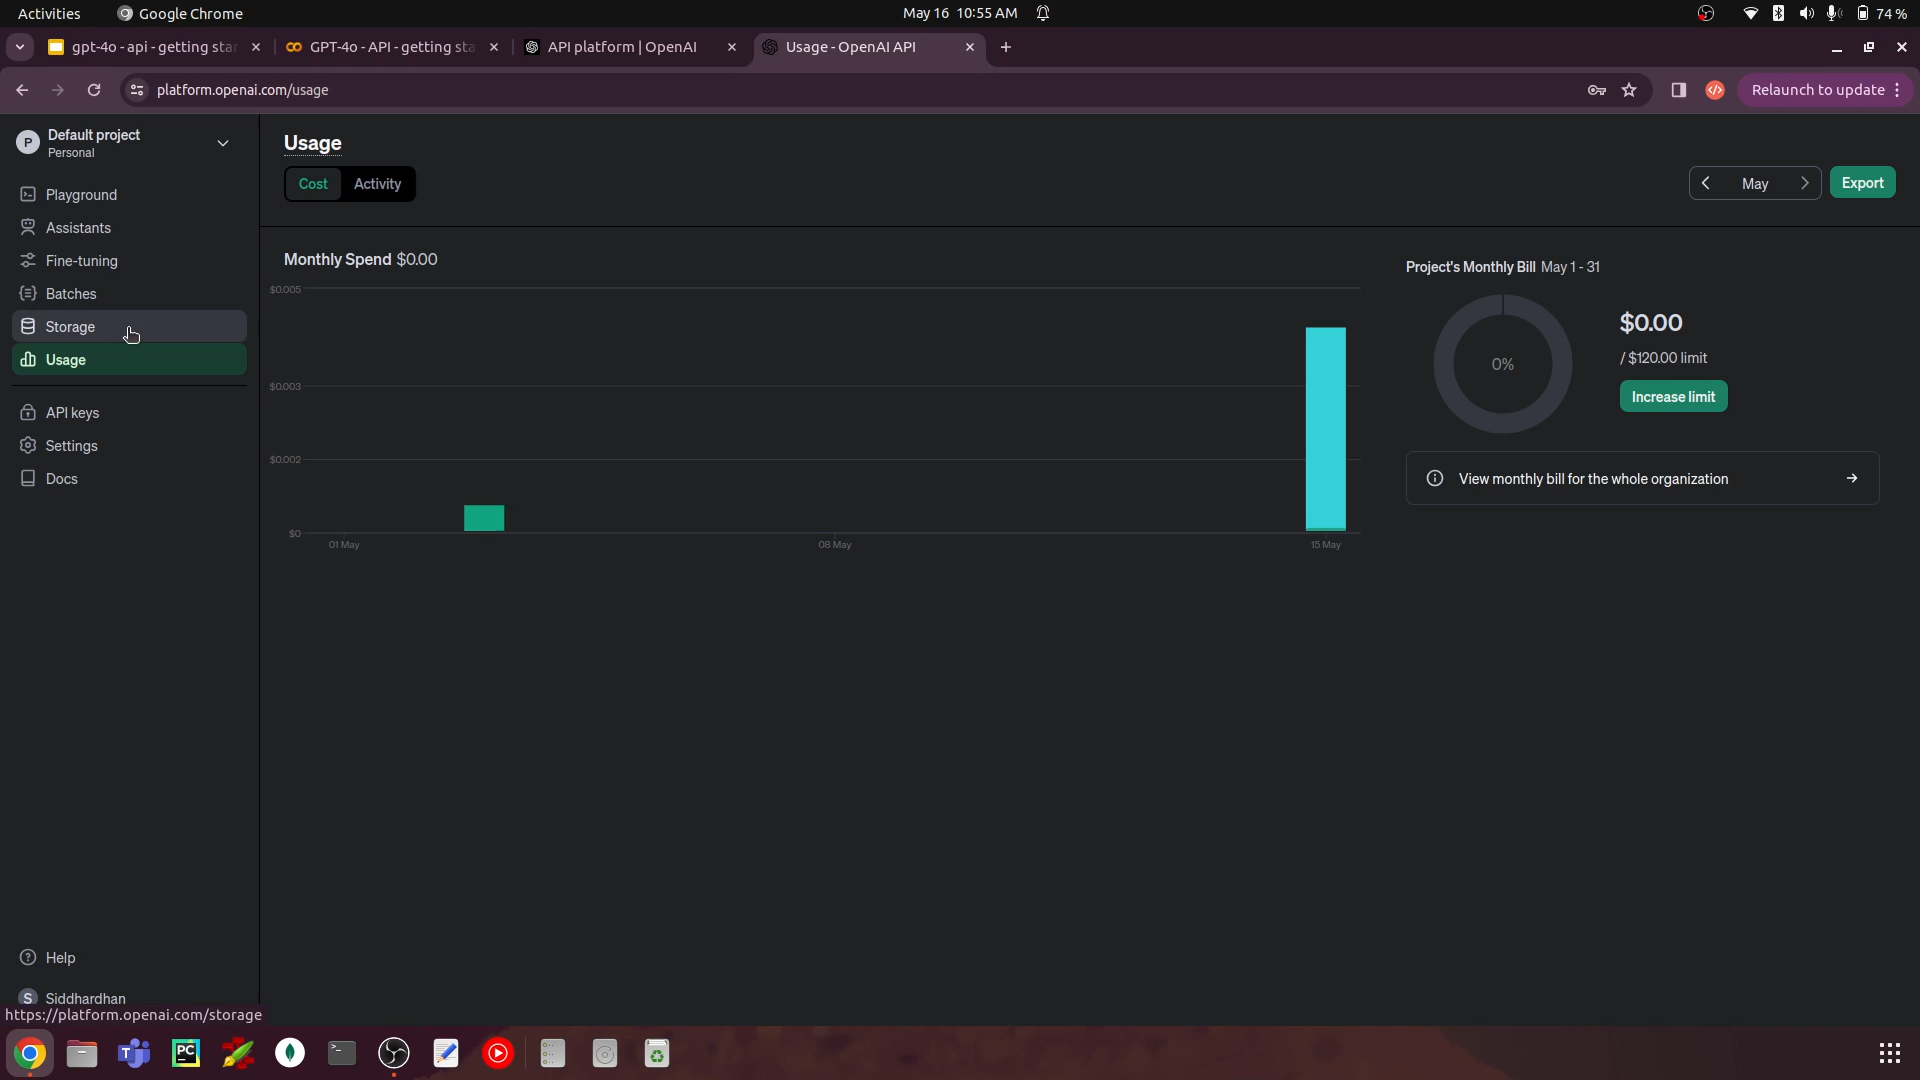 Activities
Google Chrome
May 16 10:55 AM
74 %
gpt-4o - api - getting star
GPT-4o - API - getting sta
API platform | OpenAI
Usage - OpenAI API
platform.openai.com/usage
Relaunch to update
P
Default project
Personal
Playground
Assistants
Fine-tuning
Batches
Storage
Usage
API keys
Settings
Docs
Help
S
Siddhardhan
https://platform.openai.com/storage
Usage
Cost
Activity
May
Export
Monthly Spend $0.00
$0.005
$0.003
$0.002
$0
01 May
08 May
15 May
Project's Monthly Bill May 1 - 31
0%
$0.00
/ $120.00 limit
Increase limit
View monthly bill for the whole organization
PC